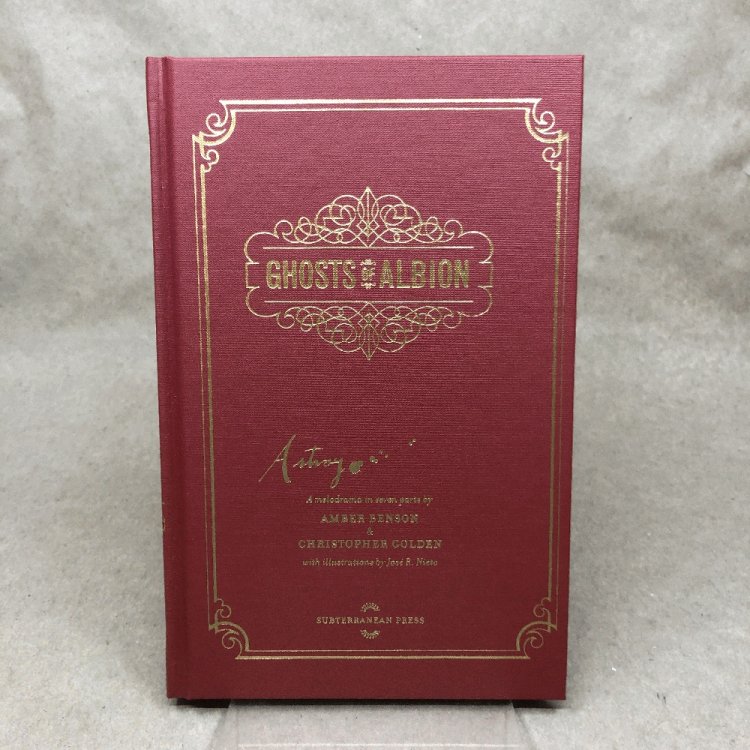 GHOSTS OF ALBION
Astray
A melodrama in seven parts by
AMBER BENSON
&
CHRISTOPHER GOLDEN
with illustrations by José R. Nieto
SUBTERRANEAN PRESS